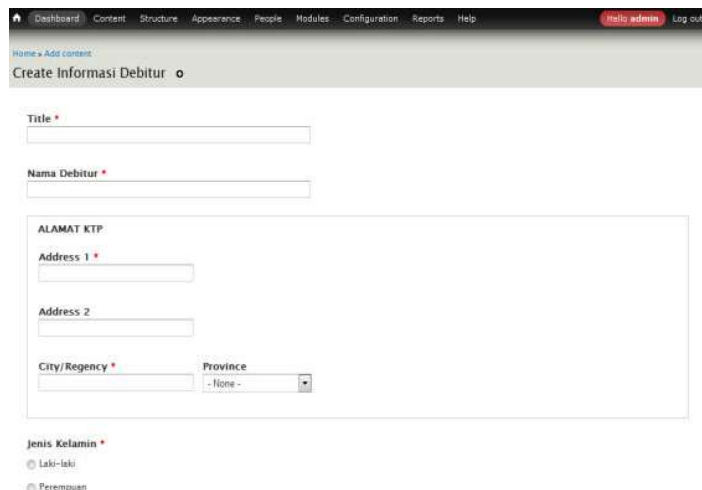 Dashboard Content Structure Appearance People Modules Configuration Reports Help Hello admin Log out
Home » Add content
Create Informasi Debitur
Title *
Nama Debitur *
ALAMAT KTP
Address 1 *
Address 2
City/Regency * Province
- None -
Jenis Kelamin *
Laki-laki
Perempuan